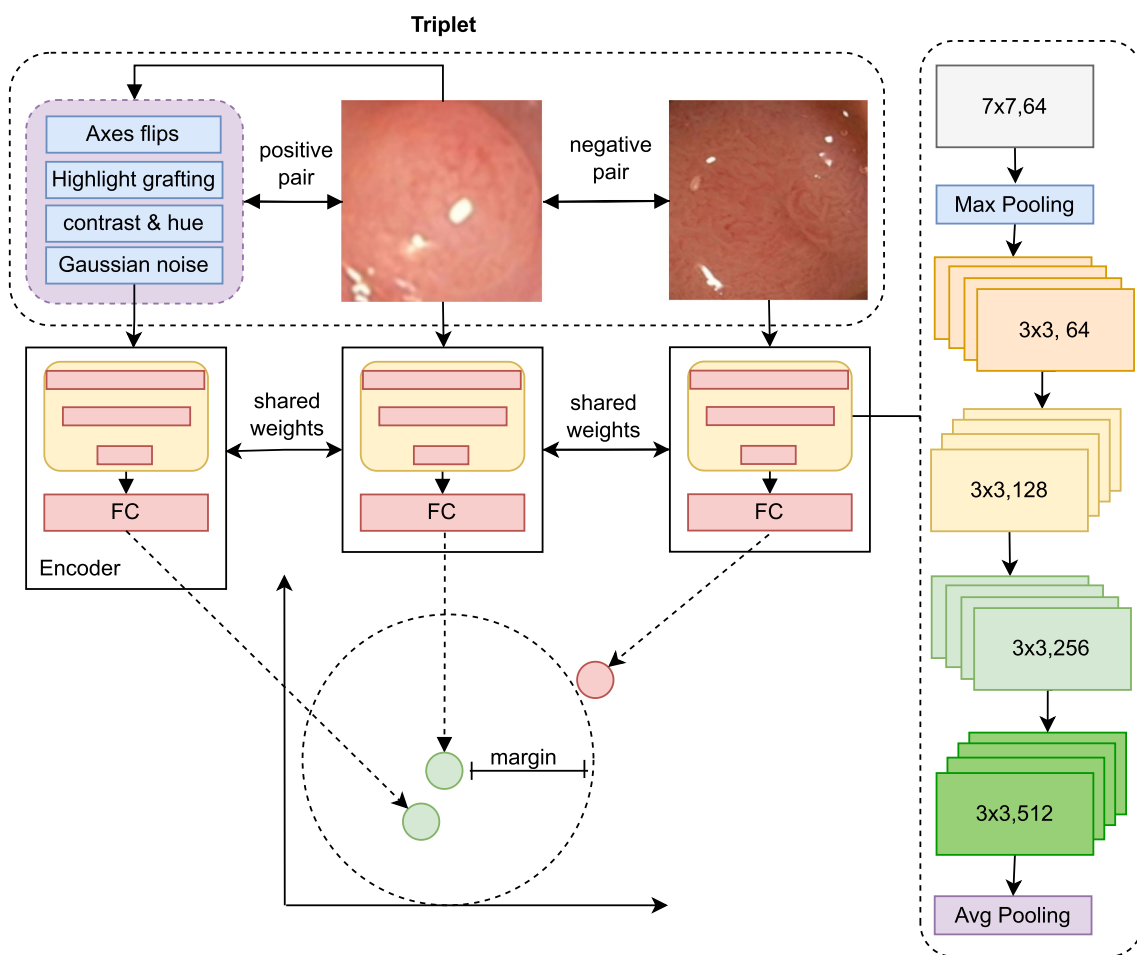 Triplet
Axes flips
Highlight grafting
contrast & hue
Gaussian noise
positive
pair
negative
pair
shared
weights
shared
weights
FC
FC
FC
Encoder
margin
7x7,64
Max Pooling
3x3, 64
3x3,128
3x3,256
3x3,512
Avg Pooling